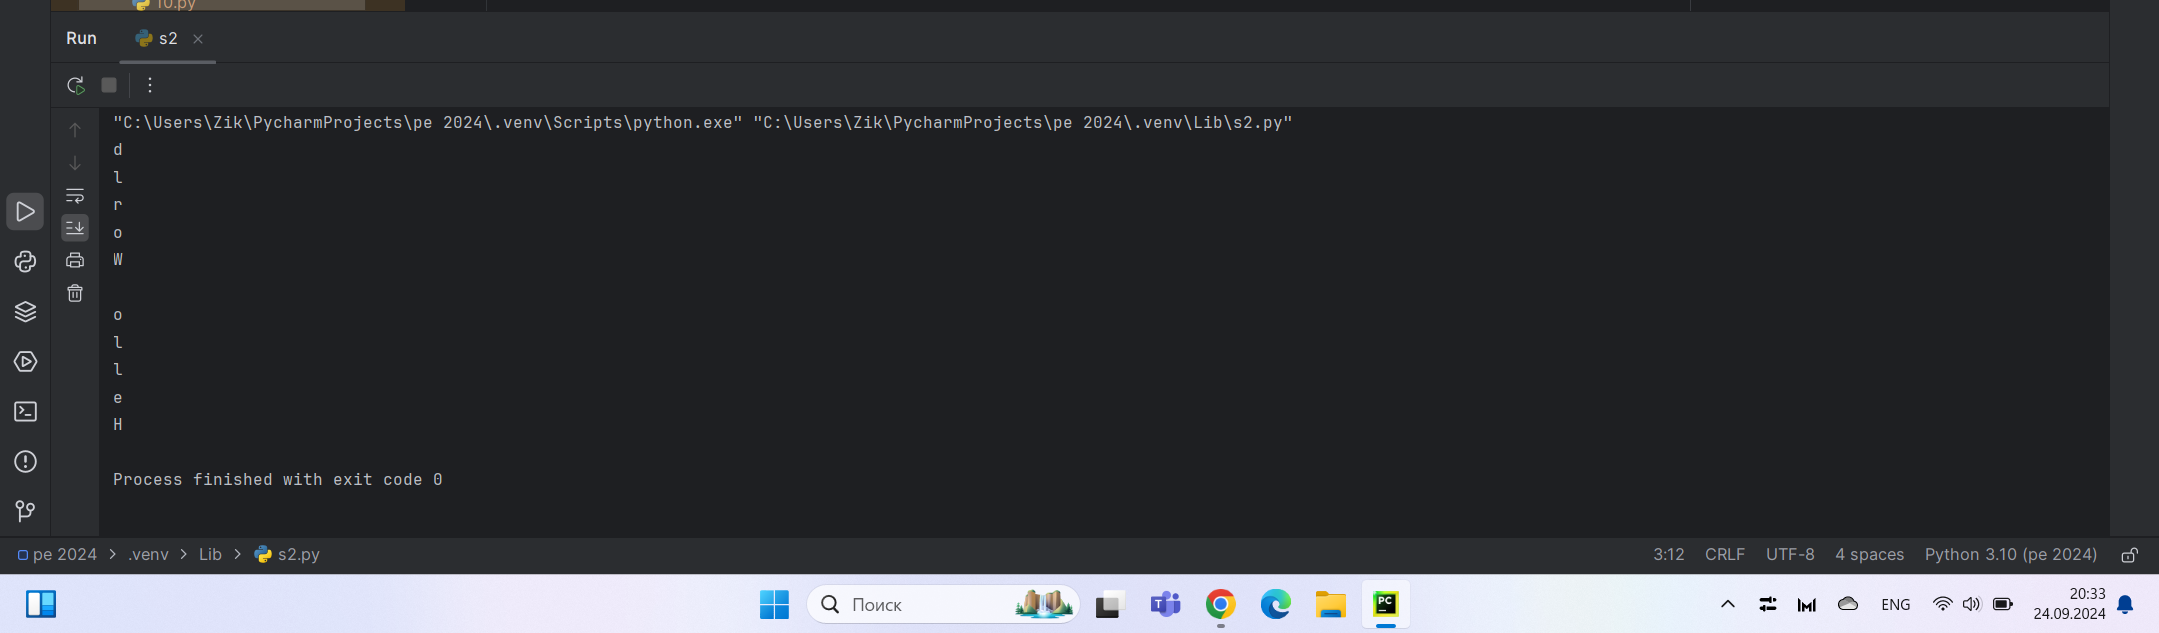 10.py
Run s2
"C:\Users\Zik\PycharmProjects\pe 2024\.venv\Scripts\python.exe" "C:\Users\Zik\PycharmProjects\pe 2024\.venv\Lib\s2.py"
d
l
r
o
W
o
l
l
e
H
Process finished with exit code 0
pe 2024 > .venv > Lib > s2.py 3:12 CRLF UTF-8 4 spaces Python 3.10 (pe 2024)
Поиск ENG 20:33
24.09.2024